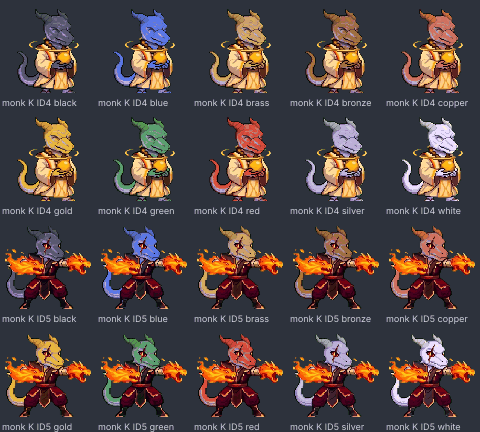 monk K ID4 black
monk K ID4 blue
monk K ID4 brass
monk K ID4 bronze
monk K ID4 copper
monk K ID4 gold
monk K ID4 green
monk K ID4 red
monk K ID4 silver
monk K ID4 white
monk K ID5 black
monk K ID5 blue
monk K ID5 brass
monk K ID5 bronze
monk K ID5 copper
monk K ID5 gold
monk K ID5 green
monk K ID5 red
monk K ID5 silver
monk K ID5 white